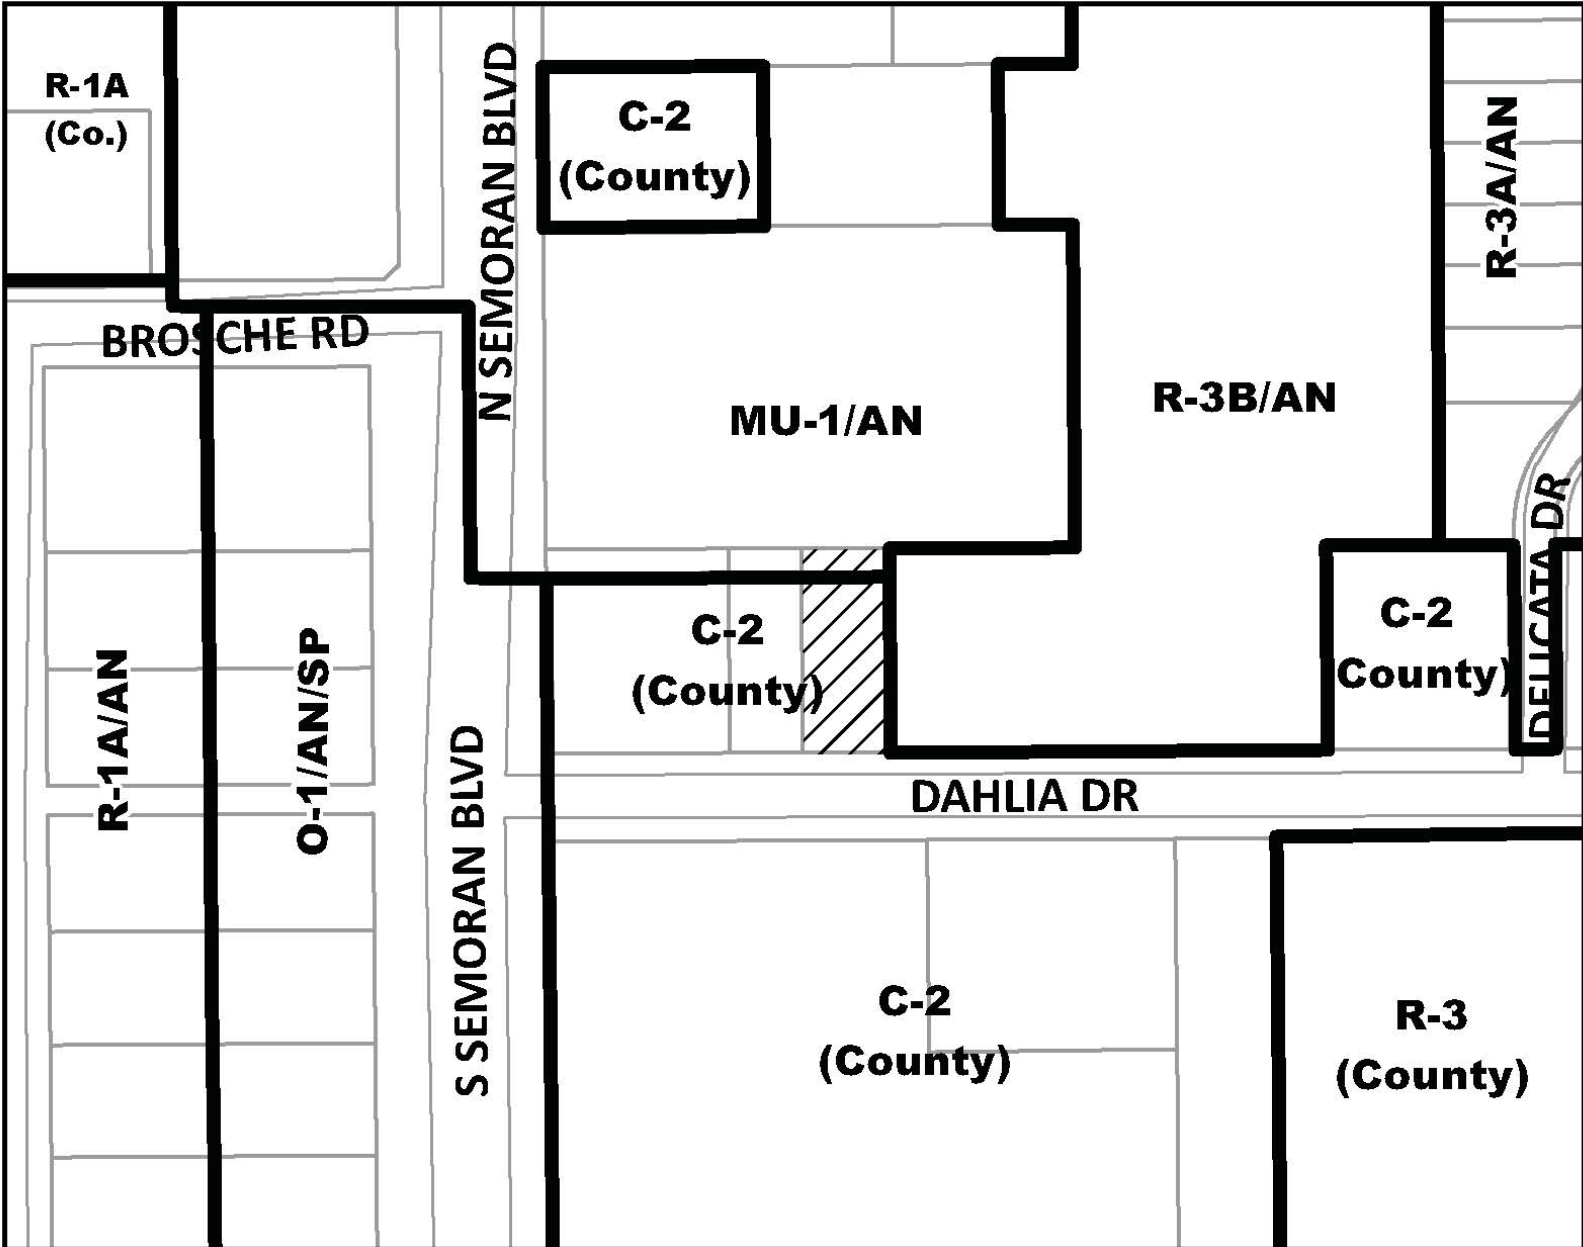 R-1A
(Co.)
N SEMORAN BLVD
C-2
(County)
R-3A/AN
BROSCHE RD
MU-1/AN
R-3B/AN
DELICATA DR
C-2
(County)
C-2
County)
R-1A/AN
O-1/AN/SP
S SEMORAN BLVD
DAHLIA DR
C-2
(County)
R-3
(County)